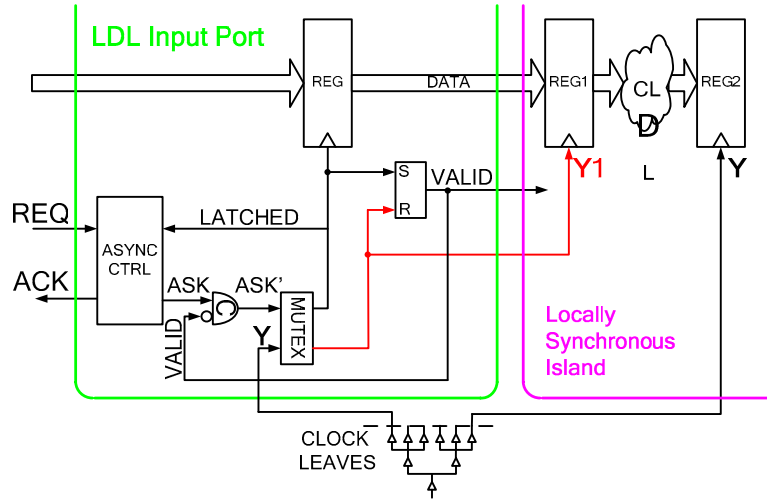 LDL Input Port
REG
DATA
REG1
CL
D
L
REG2
S
R
VALID
Y1
Y
REQ
LATCHED
ASYNC
CTRL
ACK
ASK
C
ASK’
MUTEX
Y
VALID
Locally
Synchronous
Island
CLOCK
LEAVES